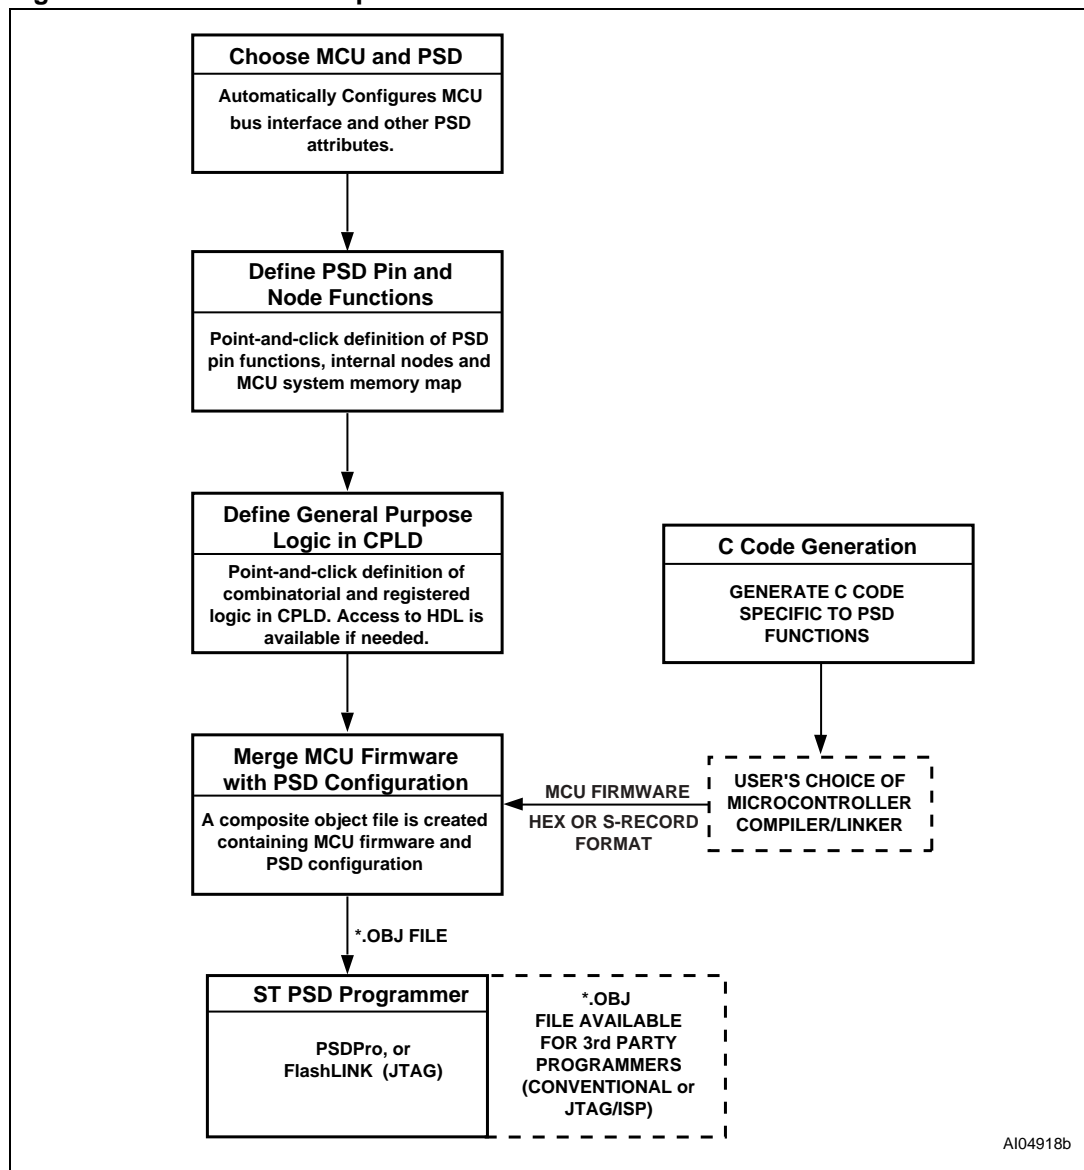 Choose MCU and PSD
Automatically Configures MCU
bus interface and other PSD
attributes.
Define PSD Pin and
Node Functions
Point-and-click definition of PSD
pin functions, internal nodes and
MCU system memory map
Define General Purpose
Logic in CPLD
Point-and-click definition of
combinatorial and registered
logic in CPLD. Access to HDL is
available if needed.
C Code Generation
GENERATE C CODE
SPECIFIC TO PSD
FUNCTIONS
Merge MCU Firmware
with PSD Configuration
A composite object file is created
containing MCU firmware and
PSD configuration
MCU FIRMWARE
HEX OR S-RECORD
FORMAT
USER'S CHOICE OF
MICROCONTROLLER
COMPILER/LINKER
*.OBJ FILE
ST PSD Programmer
PSDPro, or
FlashLINK (JTAG)
*.OBJ
FILE AVAILABLE
FOR 3rd PARTY
PROGRAMMERS
(CONVENTIONAL or
JTAG/ISP)
AI04918b